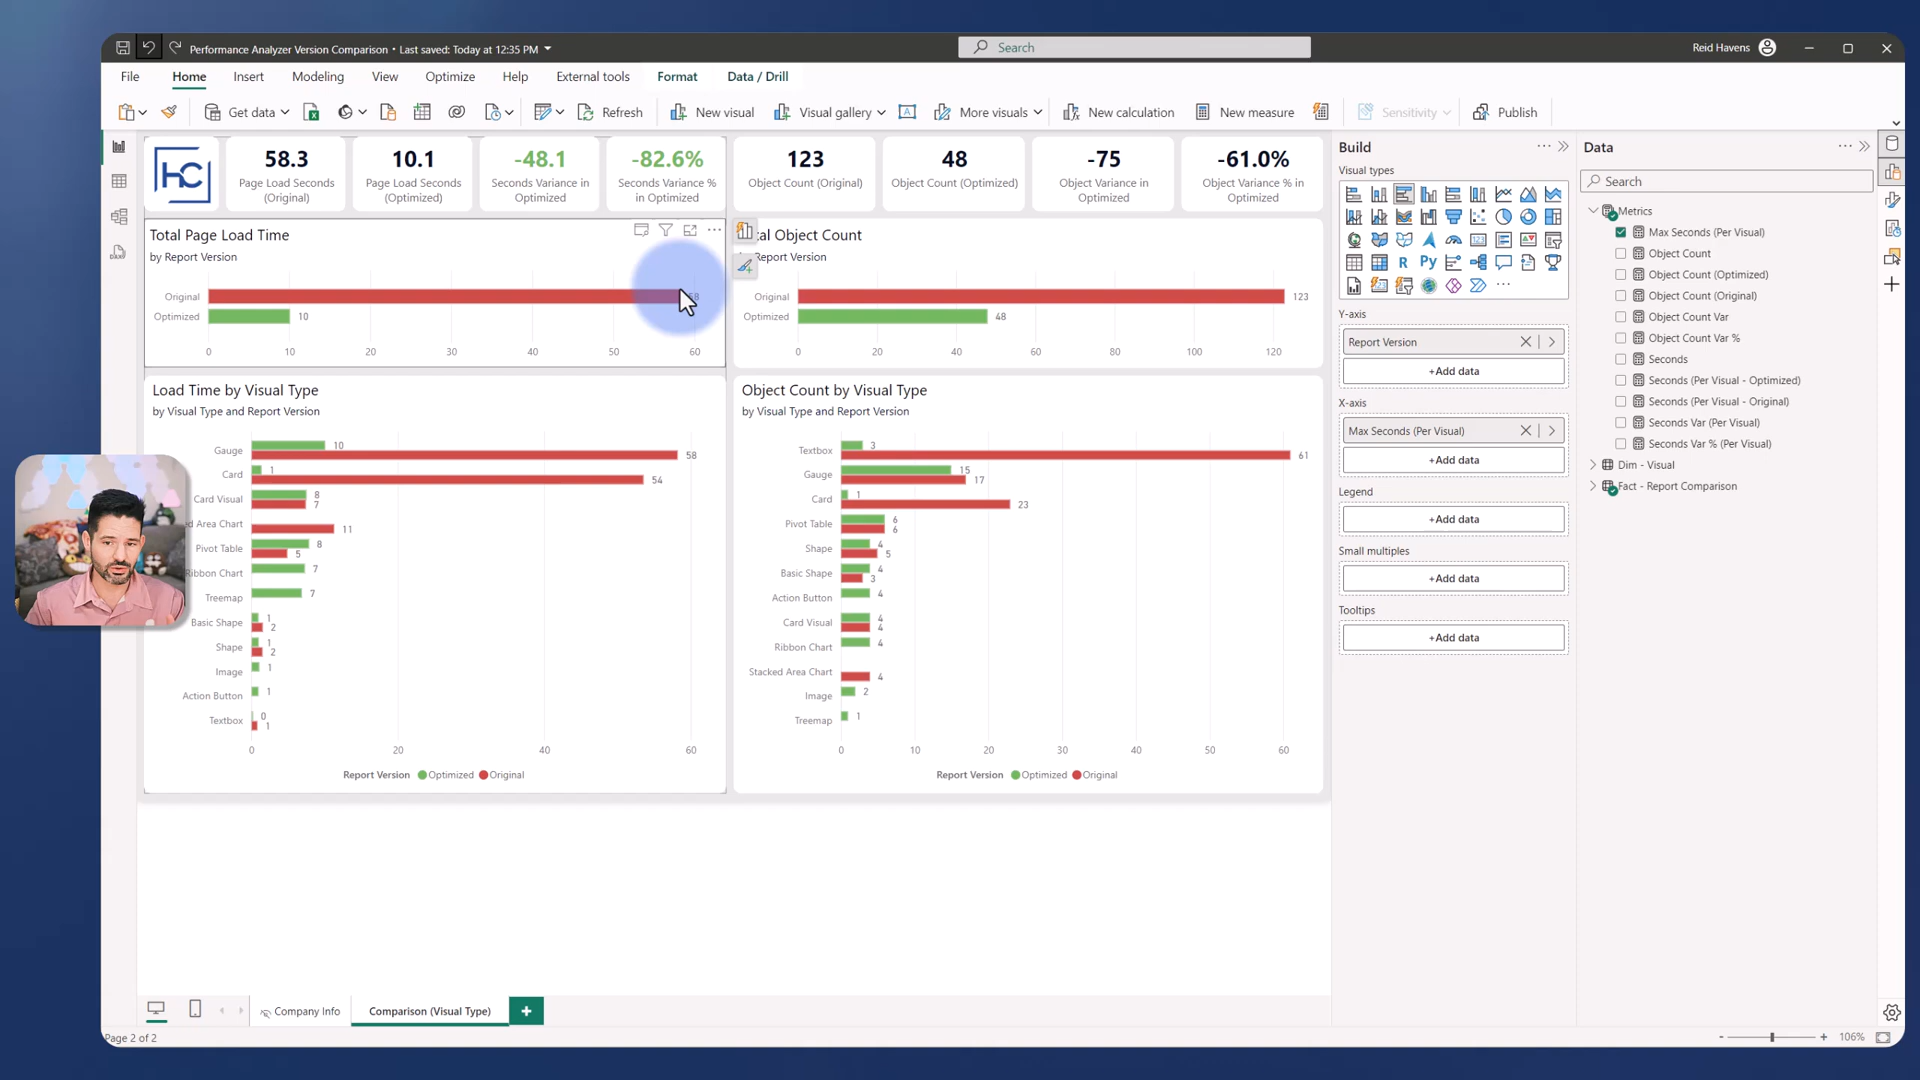 Performance Analyzer Version Comparison • Last saved: Today at 12:35 PM
Search
Reid Havens
File Home Insert Modeling View Optimize Help External tools Format Data / Drill
Get data Refresh New visual Visual gallery More visuals New calculation New measure Sensitivity Publish
hc
58.3
Page Load Seconds
(Original)
10.1
Page Load Seconds
(Optimized)
-48.1
Seconds Variance in
Optimized
-82.6%
Seconds Variance %
in Optimized
123
Object Count (Original)
48
Object Count (Optimized)
-75
Object Variance in
Optimized
-61.0%
Object Variance % in
Optimized
Total Page Load Time
by Report Version
Original 58
Optimized 10
0 10 20 30 40 50 60
al Object Count
Report Version
Original 123
Optimized 48
0 20 40 60 80 100 120
Load Time by Visual Type
by Visual Type and Report Version
Gauge 10
58
Card 1
54
Card Visual 8
7
d Area Chart 11
Pivot Table 8
5
Ribbon Chart 7
Treemap 7
Basic Shape 1
2
Shape 1
2
Image 1
Action Button 1
Textbox 0
1
0 20 40 60
Report Version Optimized Original
Object Count by Visual Type
by Visual Type and Report Version
Textbox 3
61
Gauge 15
17
Card 1
23
Pivot Table 6
6
Shape 4
5
Basic Shape 4
3
Action Button 4
Card Visual 4
4
Ribbon Chart 4
Stacked Area Chart 4
Image 2
Treemap 1
0 10 20 30 40 50 60
Report Version Optimized Original
Build
Visual types
R Py
123
Y-axis
Report Version
+Add data
X-axis
Max Seconds (Per Visual)
+Add data
Legend
+Add data
Small multiples
+Add data
Tooltips
+Add data
Data
Search
Metrics
Max Seconds (Per Visual)
Object Count
Object Count (Optimized)
Object Count (Original)
Object Count Var
Object Count Var %
Seconds
Seconds (Per Visual - Optimized)
Seconds (Per Visual - Original)
Seconds Var (Per Visual)
Seconds Var % (Per Visual)
Dim - Visual
Fact - Report Comparison
Company Info Comparison (Visual Type)
Page 2 of 2
106%